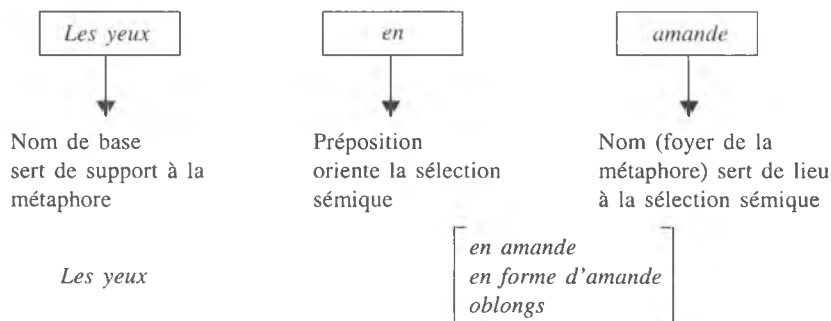 Les yeux
en
amande
Nom de base
sert de support à la
métaphore
Préposition
oriente la sélection
sémique
Nom (foyer de la
métaphore) sert de lieu
à la sélection sémique
Les yeux
en amande
en forme d'amande
oblongs